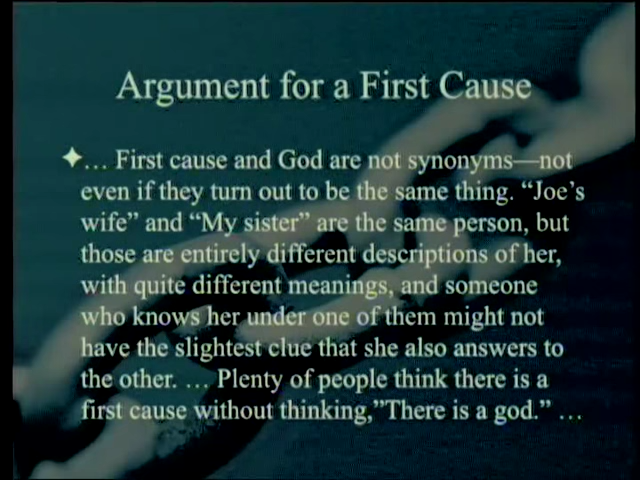 Argument for a First Cause
… First cause and God are not synonyms—not
even if they turn out to be the same thing. “Joe’s
wife” and “My sister” are the same person, but
those are entirely different descriptions of her,
with quite different meanings, and someone
who knows her under one of them might not
have the slightest clue that she also answers to
the other. … Plenty of people think there is a
first cause without thinking,”There is a god.” …